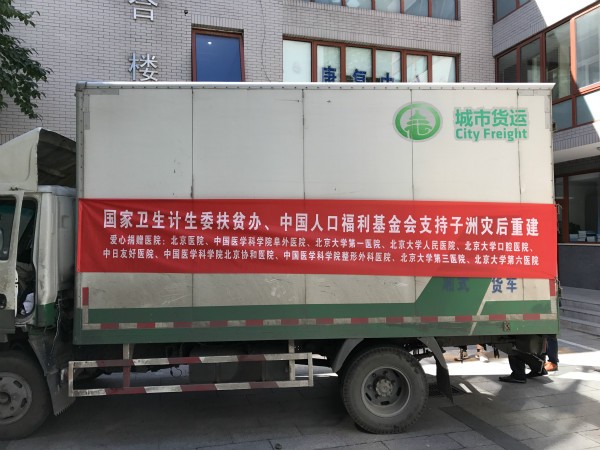 答楼
康复中
城市货运
City Freight
国家卫生计生委扶贫办、中国人口福利基金会支持子洲灾后重建
爱心捐赠医院：北京医院、中国医学科学院阜外医院、北京大学第一医院、北京大学人民医院、北京大学口腔医院、
中日友好医院、中国医学科学院北京协和医院、中国医学科学院整形外科医院、北京大学第三医院、北京大学第六医院
货车